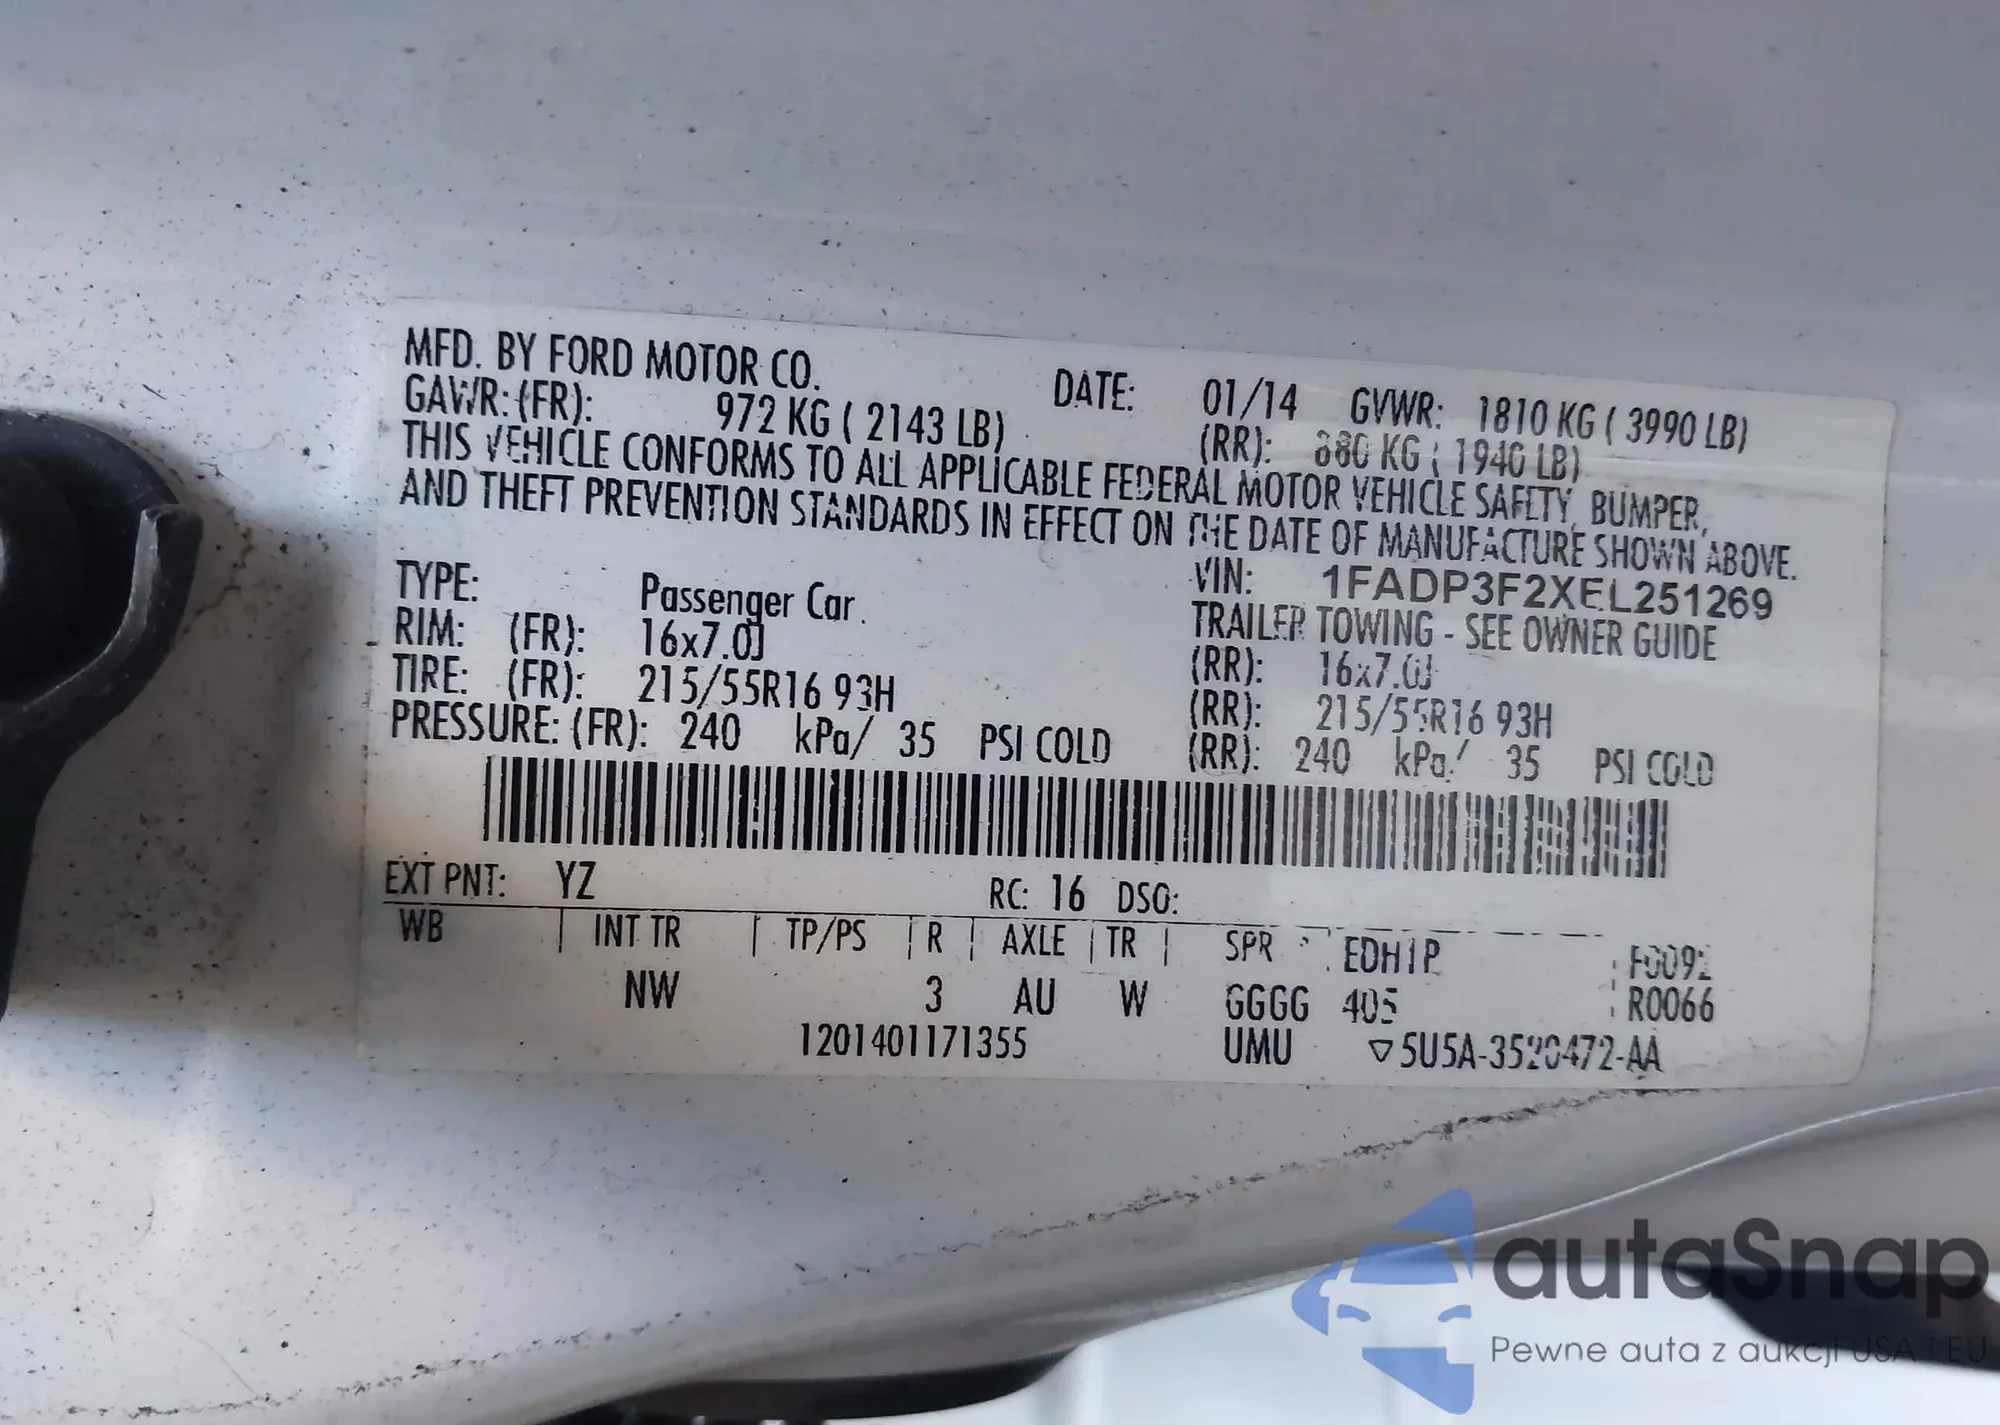 MFD. BY FORD MOTOR CO. DATE: 01/14 GVWR: 1810 KG ( 3990 LB)
GAWR: (FR): 972 KG ( 2143 LB) (RR): 880 KG ( 1940 LB)
THIS VEHICLE CONFORMS TO ALL APPLICABLE FEDERAL MOTOR VEHICLE SAFETY, BUMPER,
AND THEFT PREVENTION STANDARDS IN EFFECT ON THE DATE OF MANUFACTURE SHOWN ABOVE.
VIN: 1FADP3F2XEL251269
TYPE: Passenger Car TRAILER TOWING - SEE OWNER GUIDE
RIM: (FR): 16x7.0J (RR): 16x7.0J
TIRE: (FR): 215/55R16 93H (RR): 215/55R16 93H
PRESSURE: (FR): 240 kPa/ 35 PSI COLD (RR): 240 kPa/ 35 PSI COLD
EXT PNT: YZ RC: 16 DSO:
WB | INT TR | TP/PS | R | AXLE | TR | SPR EDH1P F0092
NW 3 AU W GGGG 405 R0066
1201401171355 UMU ▽5U5A-3520472-AA
autaSnap
Pewne auta z aukcji USA i EU